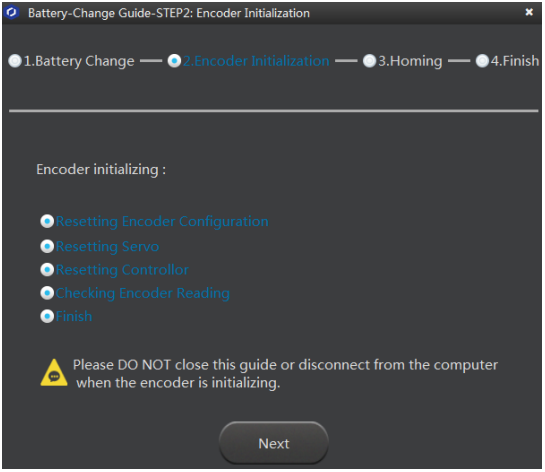 Battery-Change Guide-STEP2: Encoder Initialization
1.Battery Change 2.Encoder Initialization 3.Homing 4.Finish
Encoder initializing :
Resetting Encoder Configuration
Resetting Servo
Resetting Controllor
Checking Encoder Reading
Finish
Please DO NOT close this guide or disconnect from the computer
when the encoder is initializing.
Next